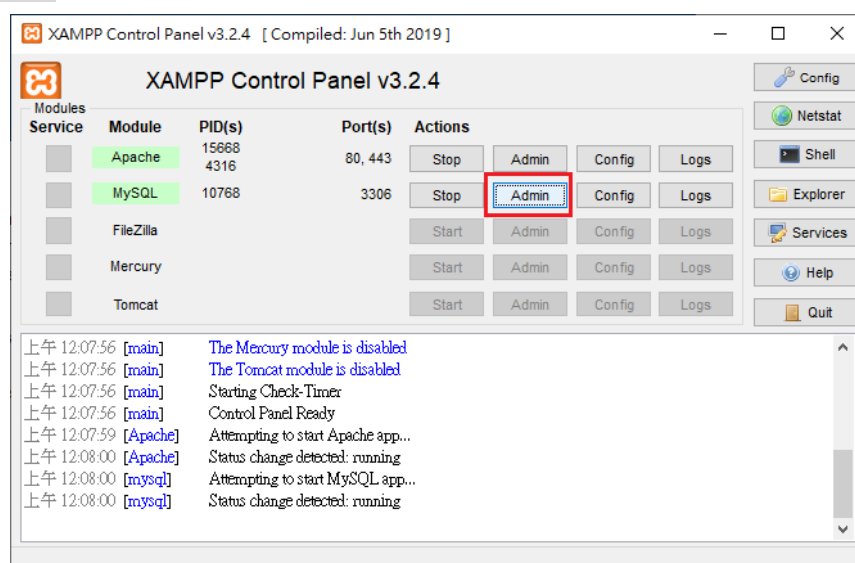 XAMPP Control Panel v3.2.4 [ Compiled: Jun 5th 2019 ]
XAMPP Control Panel v3.2.4
Config
Modules
Service Module PID(s) Port(s) Actions
Netstat
Apache 15668 4316 80, 443 Stop Admin Config Logs
Shell
MySQL 10768 3306 Stop Admin Config Logs
Explorer
FileZilla Start Admin Config Logs
Services
Mercury Start Admin Config Logs
Help
Tomcat Start Admin Config Logs
Quit
上午 12:07:56 [main] The Mercury module is disabled
上午 12:07:56 [main] The Tomcat module is disabled
上午 12:07:56 [main] Starting Check-Timer
上午 12:07:56 [main] Control Panel Ready
上午 12:07:59 [Apache] Attempting to start Apache app...
上午 12:08:00 [Apache] Status change detected: running
上午 12:08:00 [mysql] Attempting to start MySQL app...
上午 12:08:00 [mysql] Status change detected: running